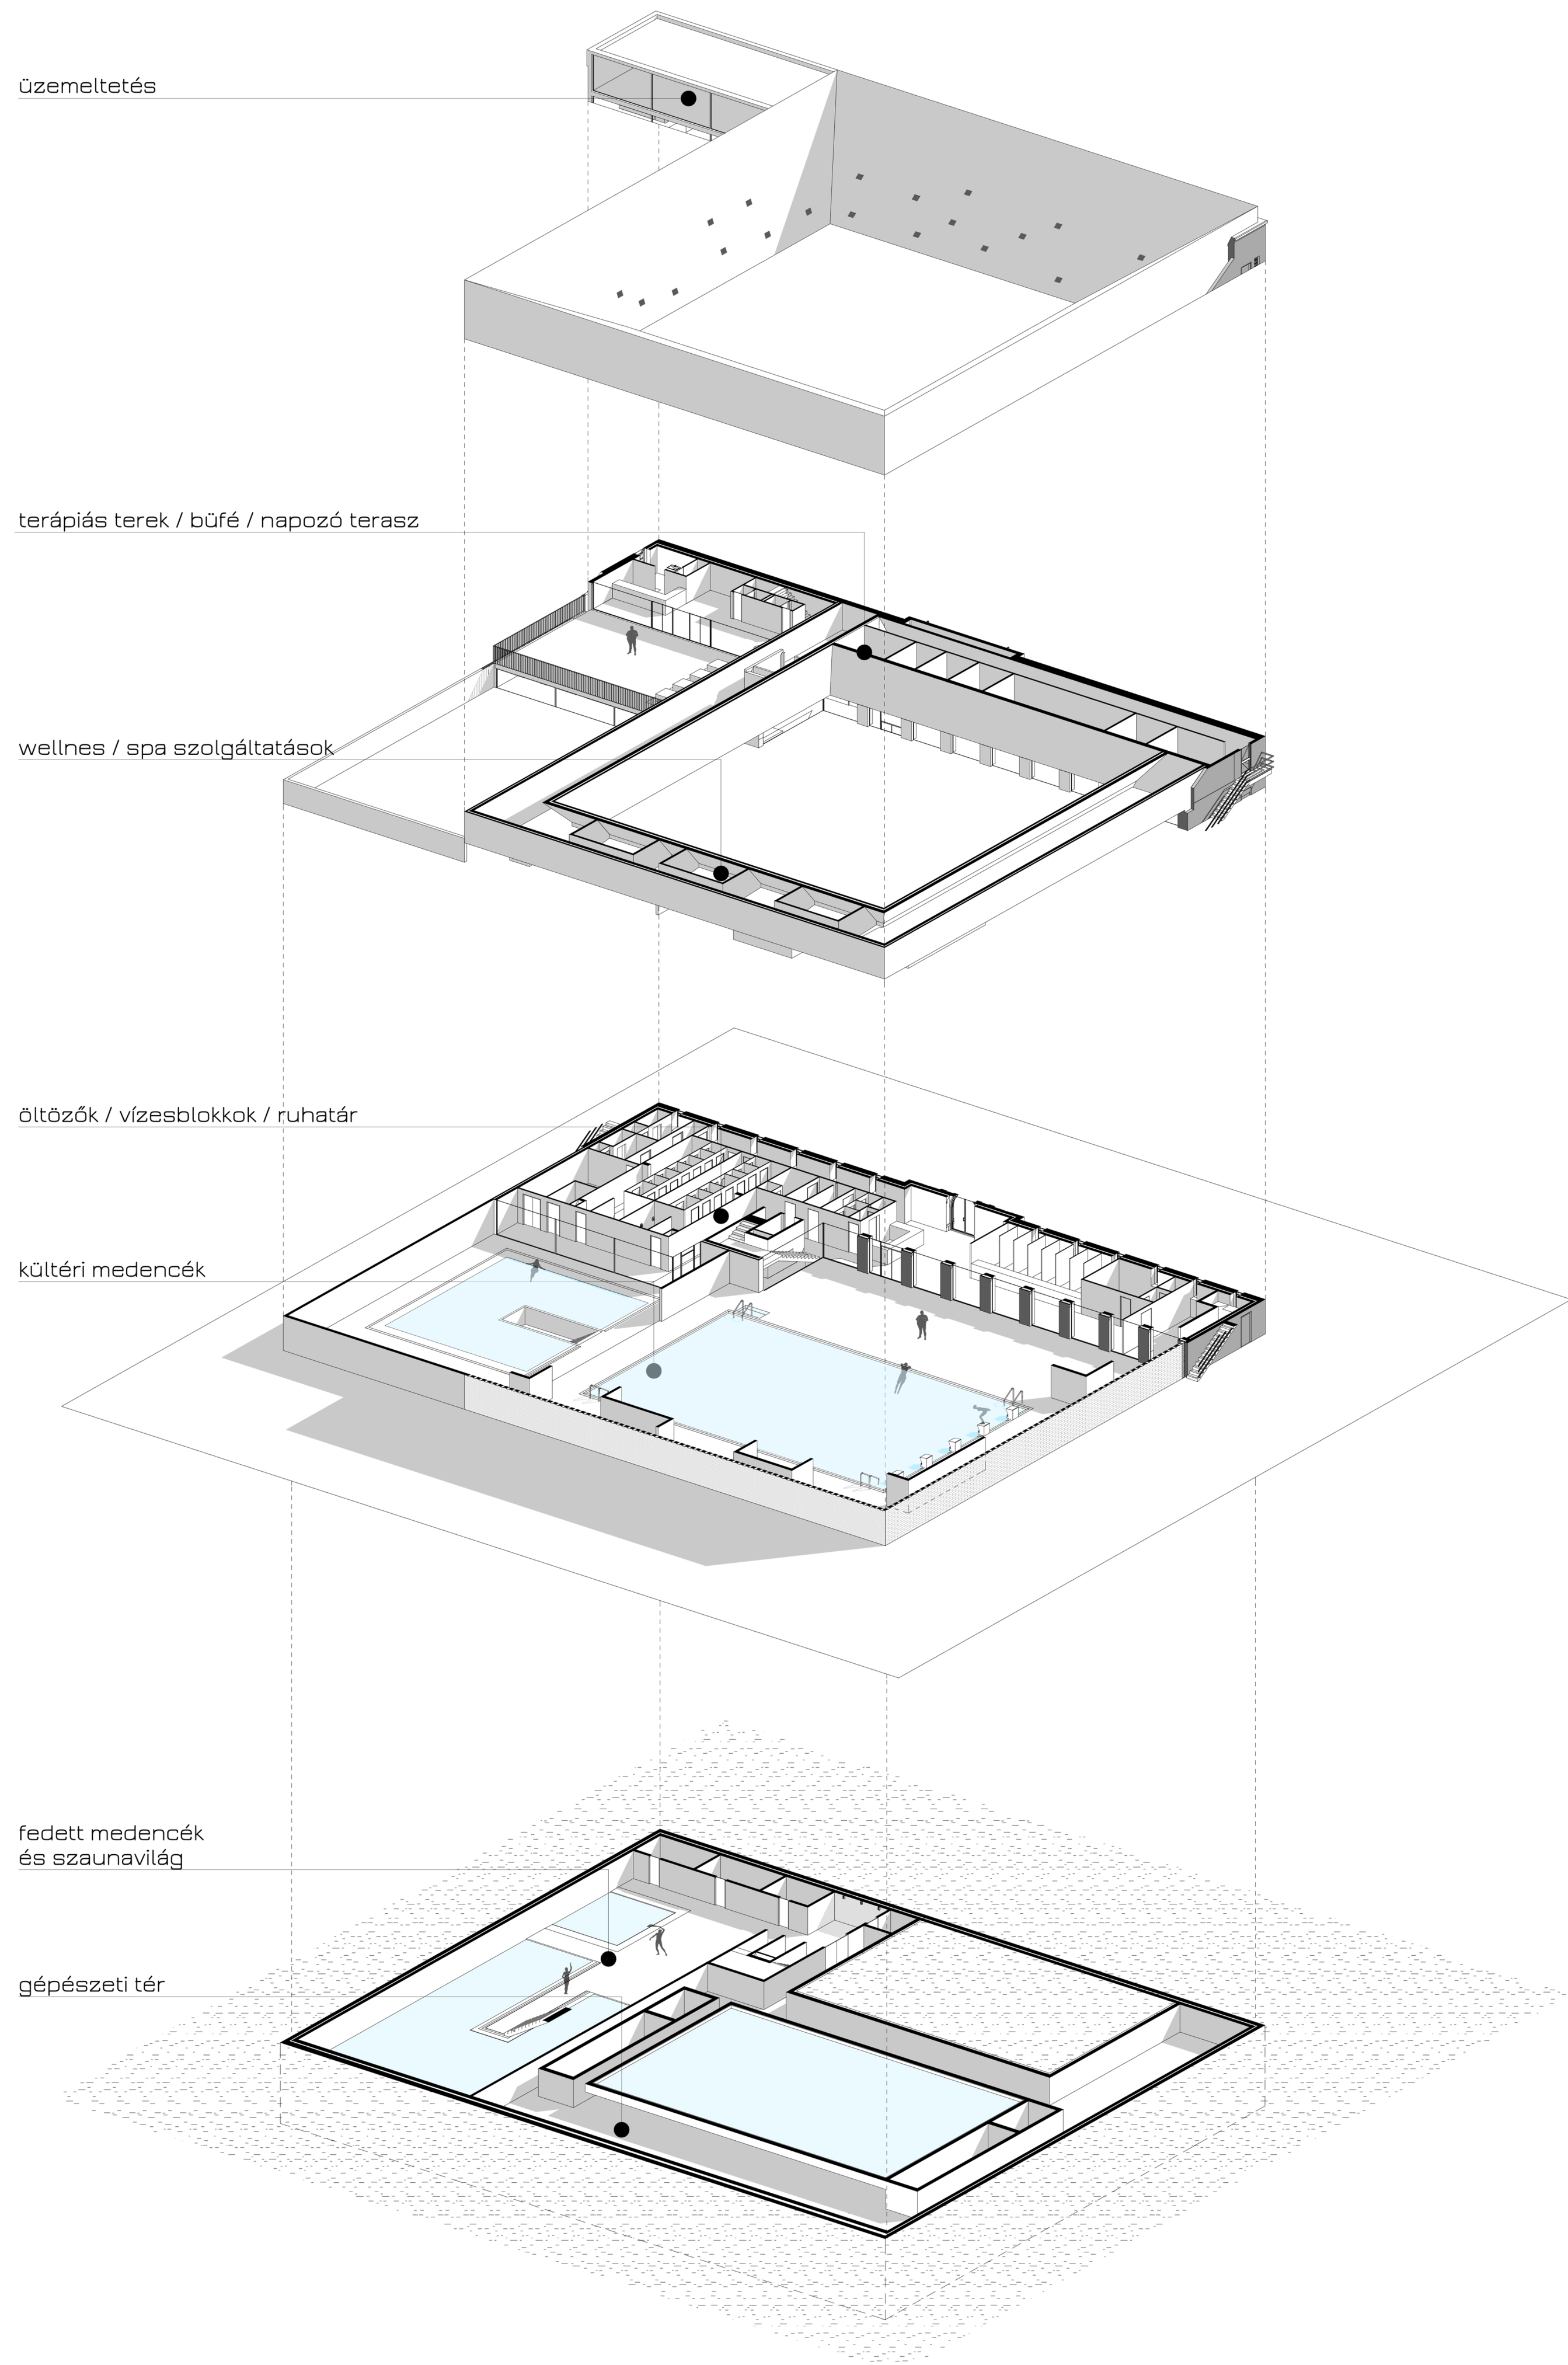 üzemeltetés
terápiás terek / büfé / napozó terasz
wellnes / spa szolgáltatások
öltözők / vízesblokkok / ruhatár
kültéri medencék
fedett medencék
és szaunavilág
gépészeti tér